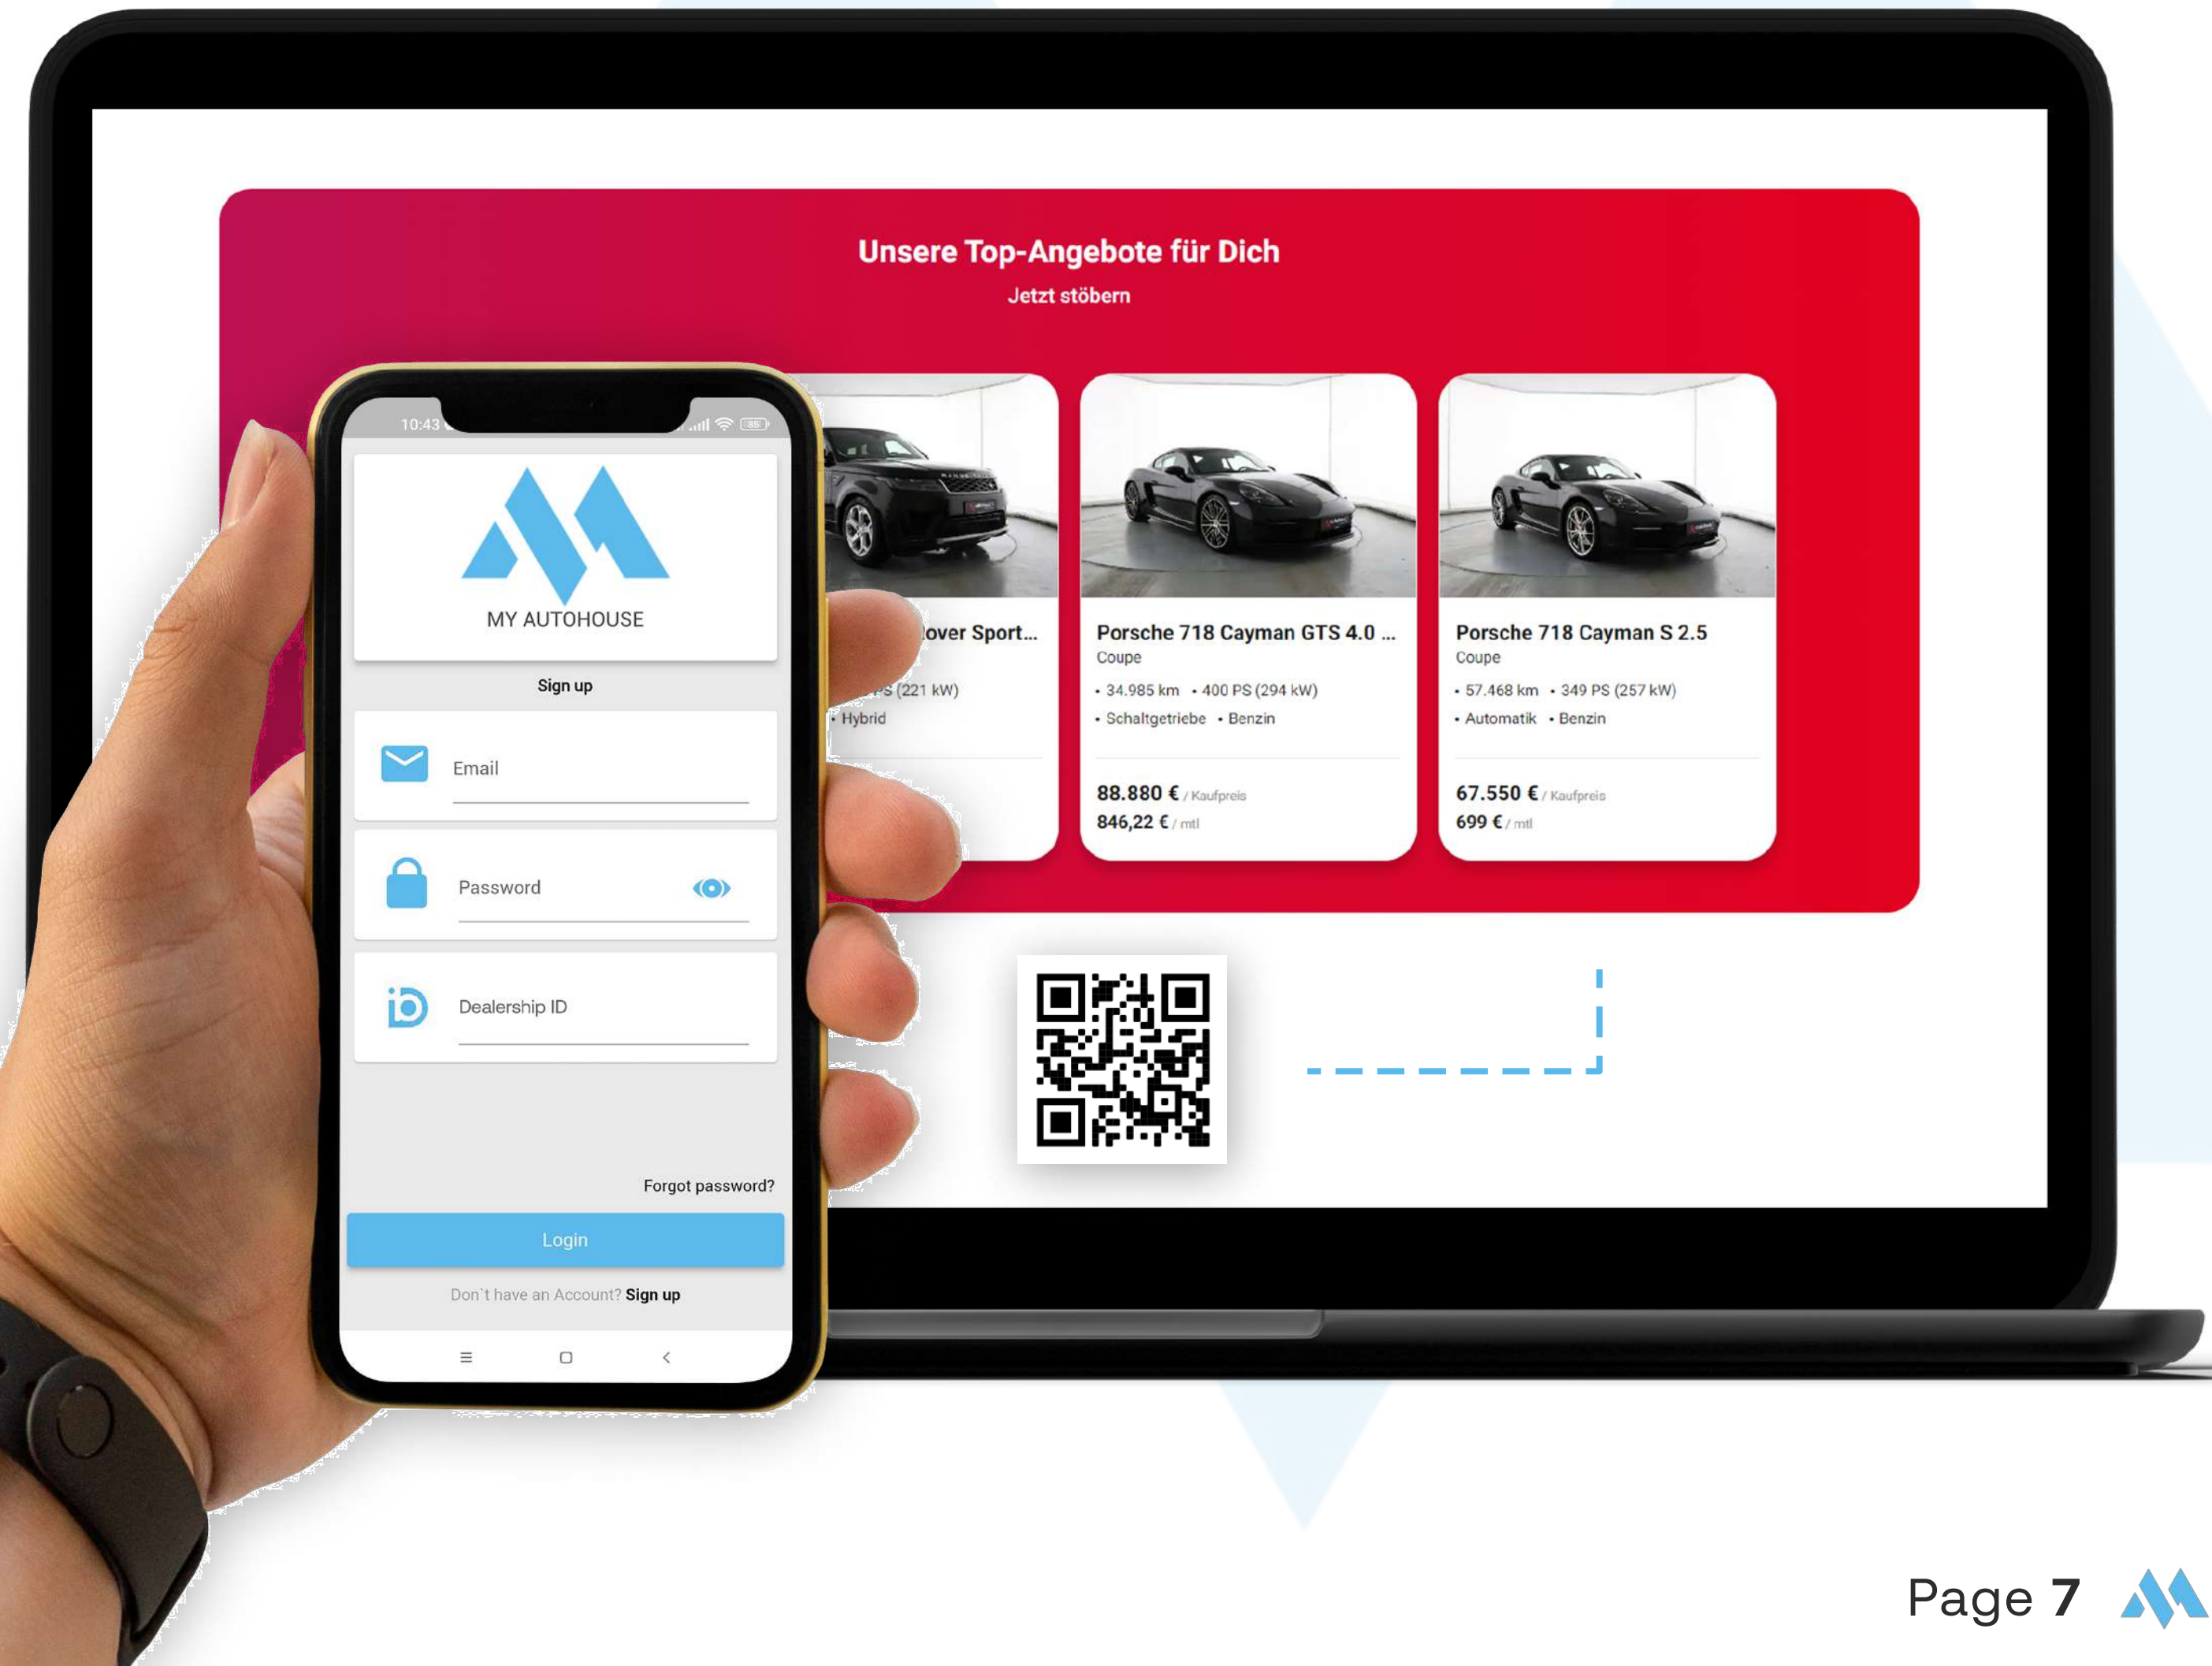 Unsere Top-Angebote für Dich
Jetzt stöbern
10:43
85
MY AUTOHOUSE
Sign up
Email
Password
Dealership ID
Forgot password?
Login
Don`t have an Account? Sign up
over Sport...
PS (221 kW)
• Hybrid
Porsche 718 Cayman GTS 4.0 ...
Coupe
• 34.985 km • 400 PS (294 kW)
• Schaltgetriebe • Benzin
88.880 € / Kaufpreis
846,22 € / mtl
Porsche 718 Cayman S 2.5
Coupe
• 57.468 km • 349 PS (257 kW)
• Automatik • Benzin
67.550 € / Kaufpreis
699 € / mtl
Page 7